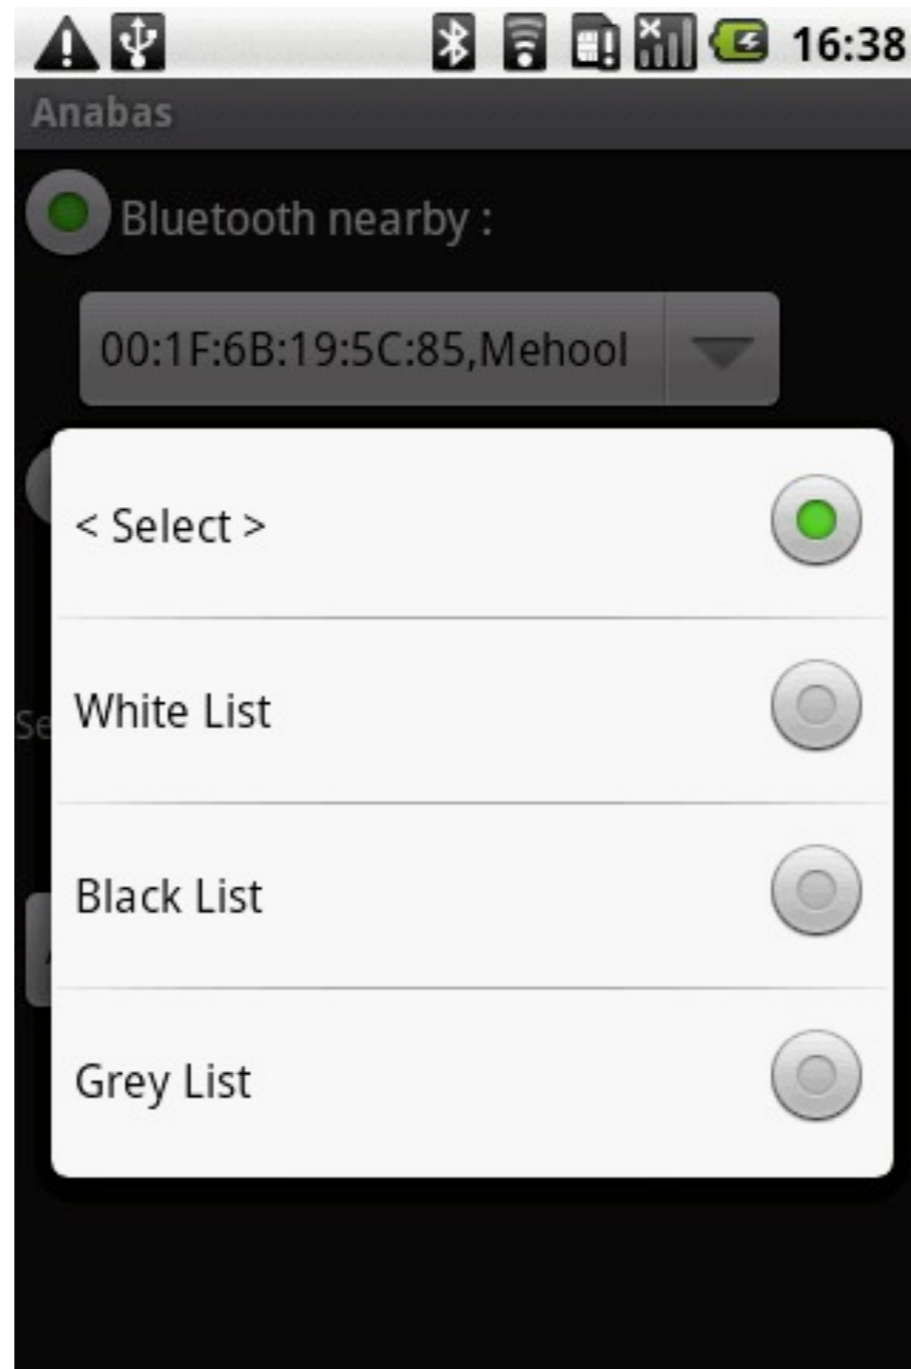 16:38
Anabas
Bluetooth nearby :
00:1F:6B:19:5C:85,Mehool
< Select >
Se
White List
Black List
Grey List